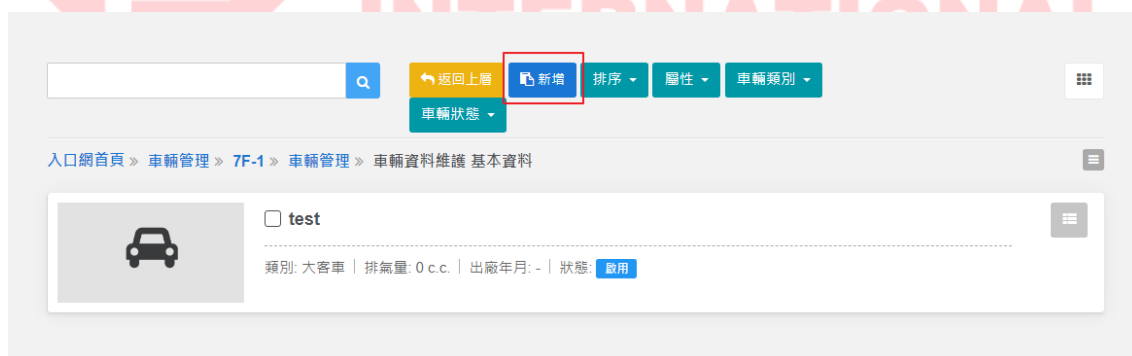 INTERNATIONAL
返回上層 新增 排序 屬性 車輛類別
車輛狀態
入口網首頁 » 車輛管理 » 7F-1 » 車輛管理 » 車輛資料維護 基本資料
test
類別: 大客車 | 排氣量: 0 c.c. | 出廠年月: - | 狀態: 啟用